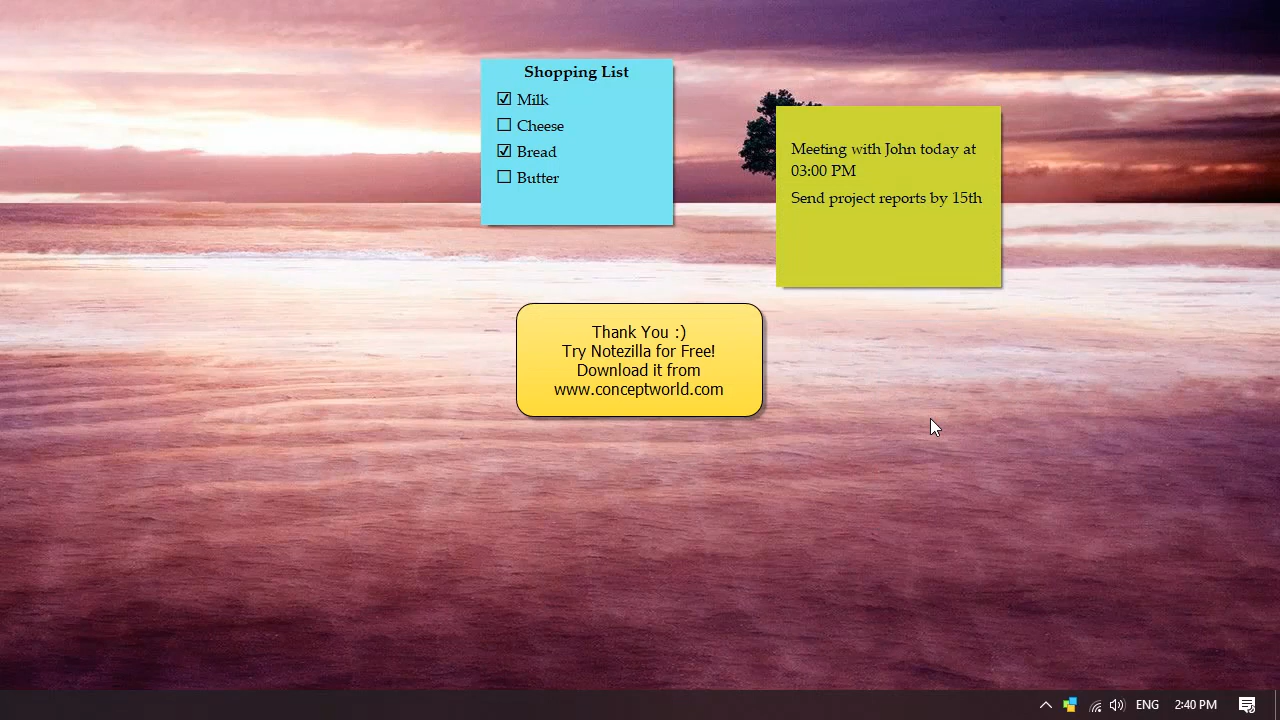 Shopping List
☑ Milk
☐ Cheese
☑ Bread
☐ Butter
Meeting with John today at
03:00 PM
Send project reports by 15th
Thank You :)
Try Notezilla for Free!
Download it from
www.conceptworld.com
ENG 2:40 PM